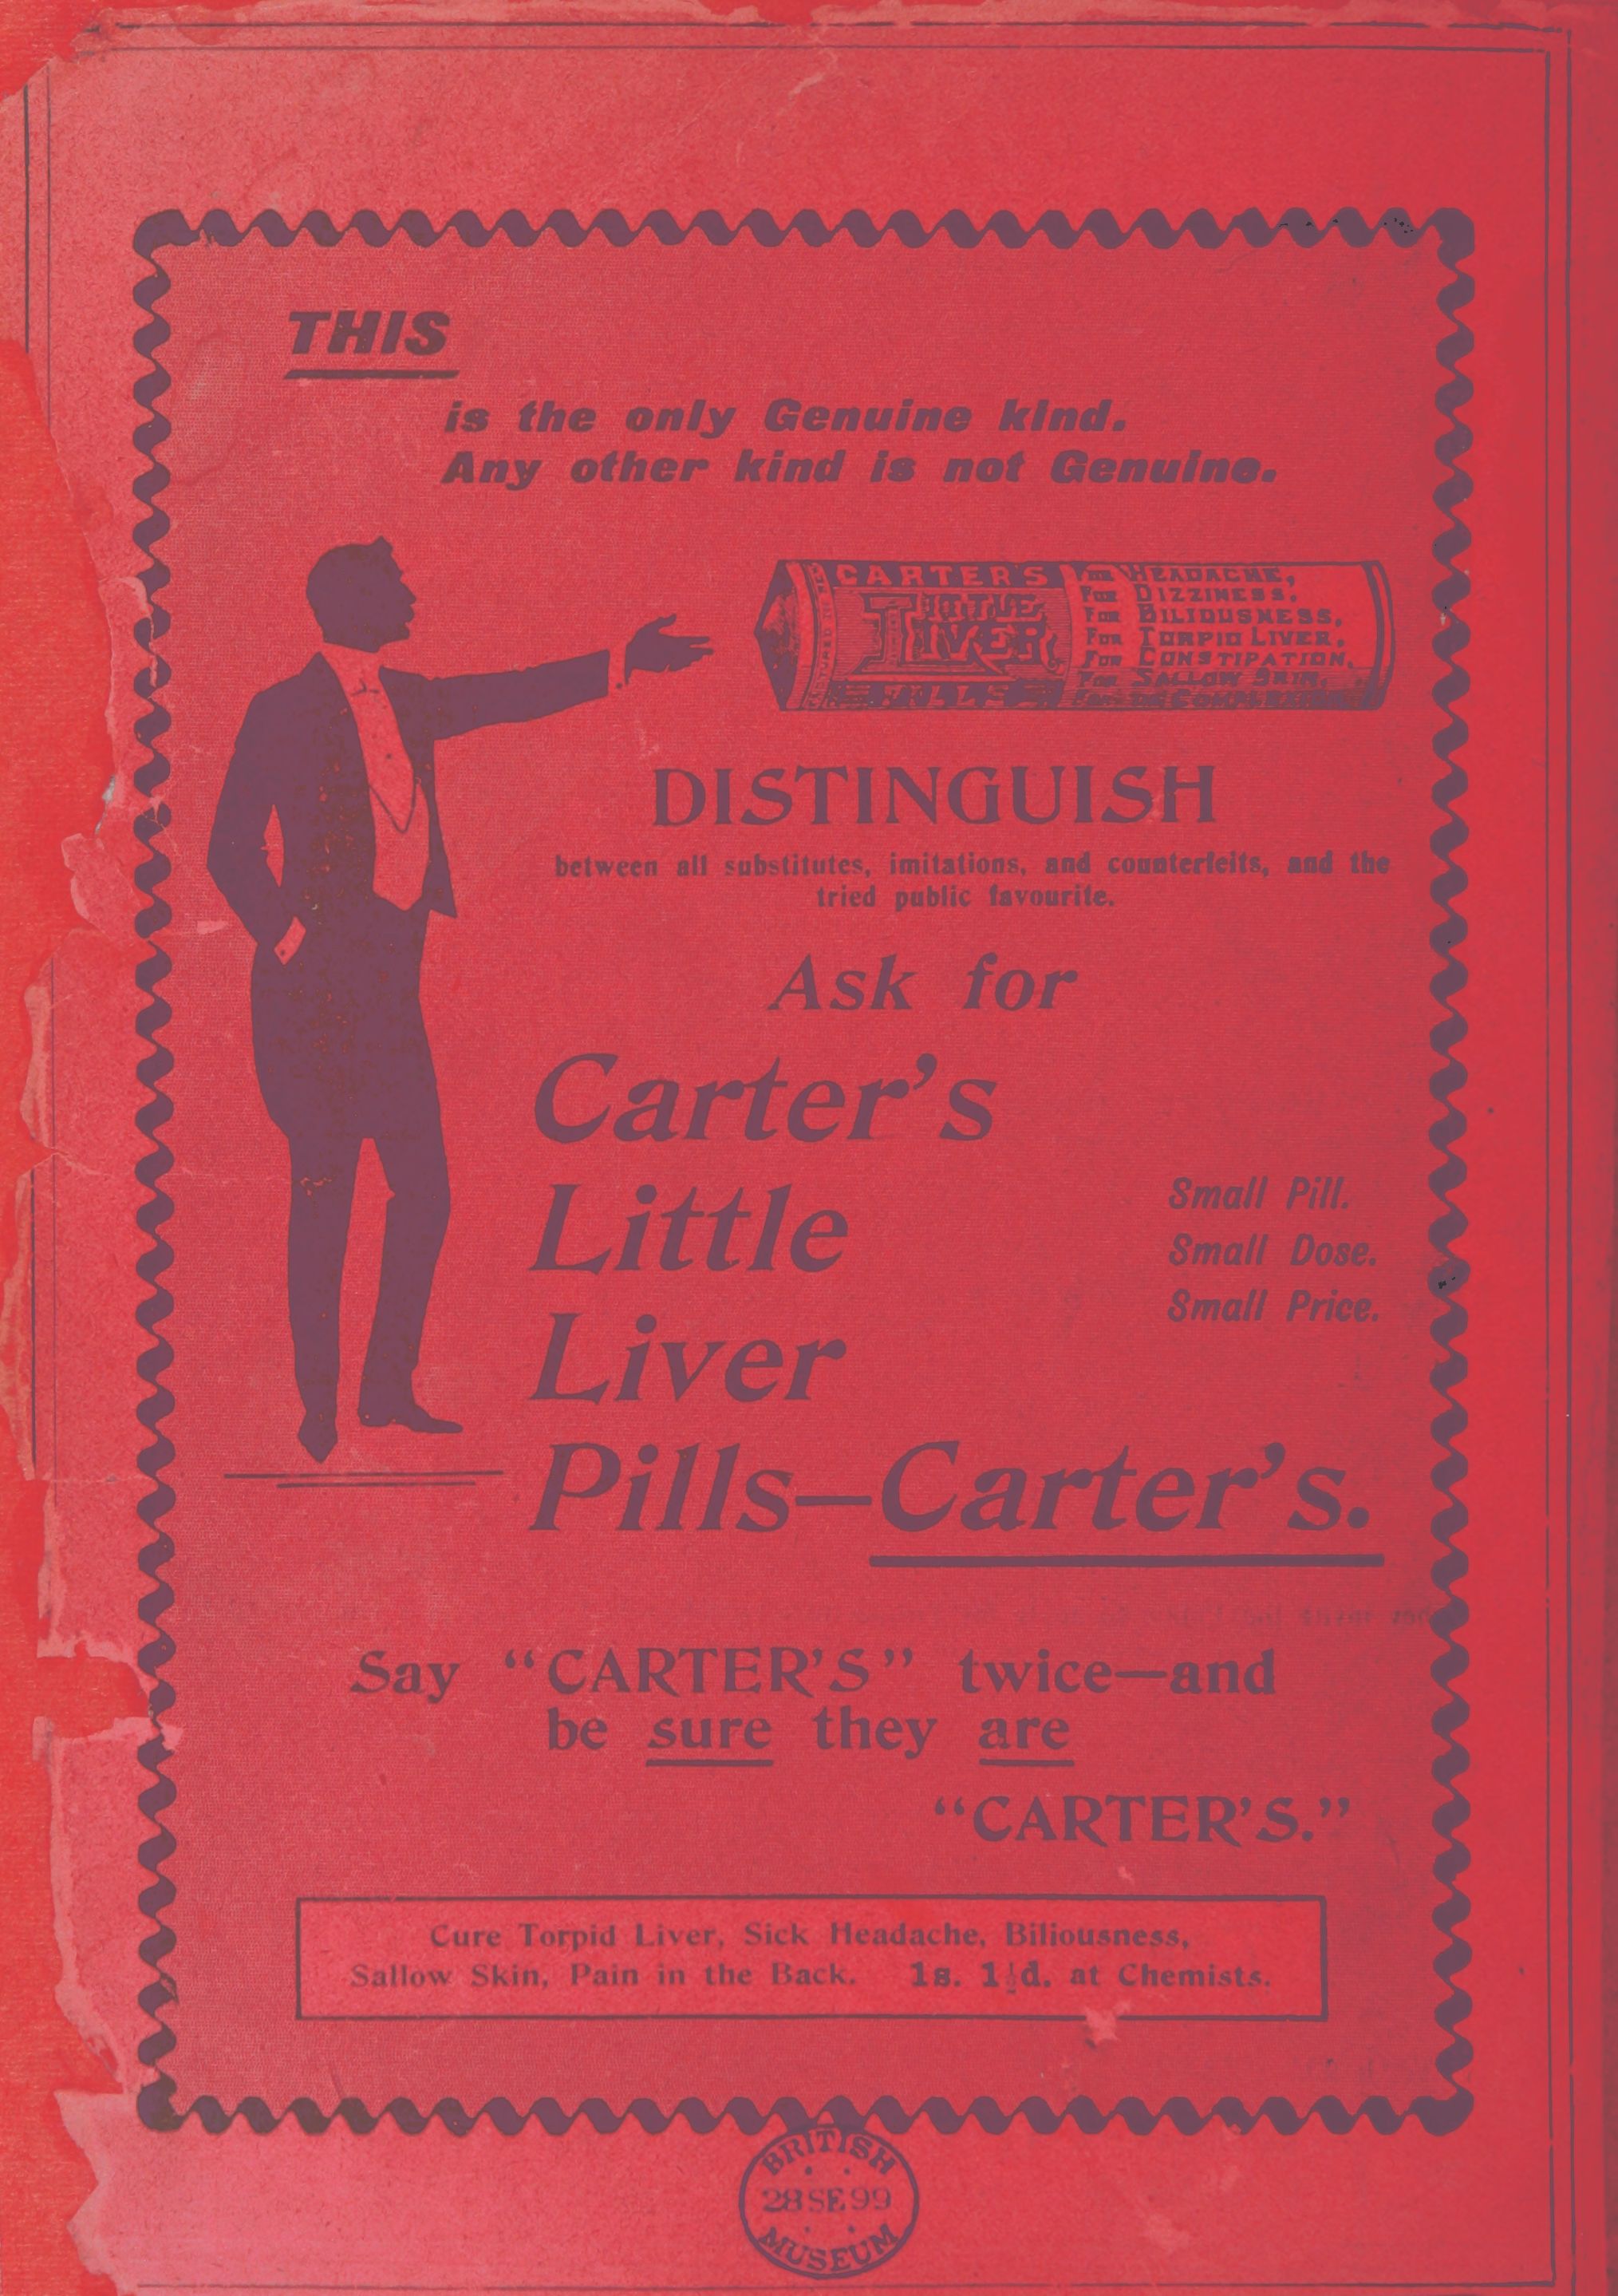 THIS
is the only Genuine kind.
Any other kind is not Genuine.
CARTER'S
LITTLE
LIVER
PILLS
FOR HEADACHE,
FOR DIZZINESS,
FOR BILIOUSNESS,
FOR TORPID LIVER,
FOR CONSTIPATION,
FOR SALLOW SKIN,
DISTINGUISH
between all substitutes, imitations, and counterfeits, and the
tried public favourite.
Ask for
Carter's
Little
Small Pill.
Small Dose.
Small Price.
Liver
Pills—Carter's.
Say "CARTER'S" twice—and
be sure they are
"CARTER'S."
Cure Torpid Liver, Sick Headache, Biliousness,
Sallow Skin, Pain in the Back. 1s. 1½d. at Chemists.
BRITISH
28 SE 99
MUSEUM